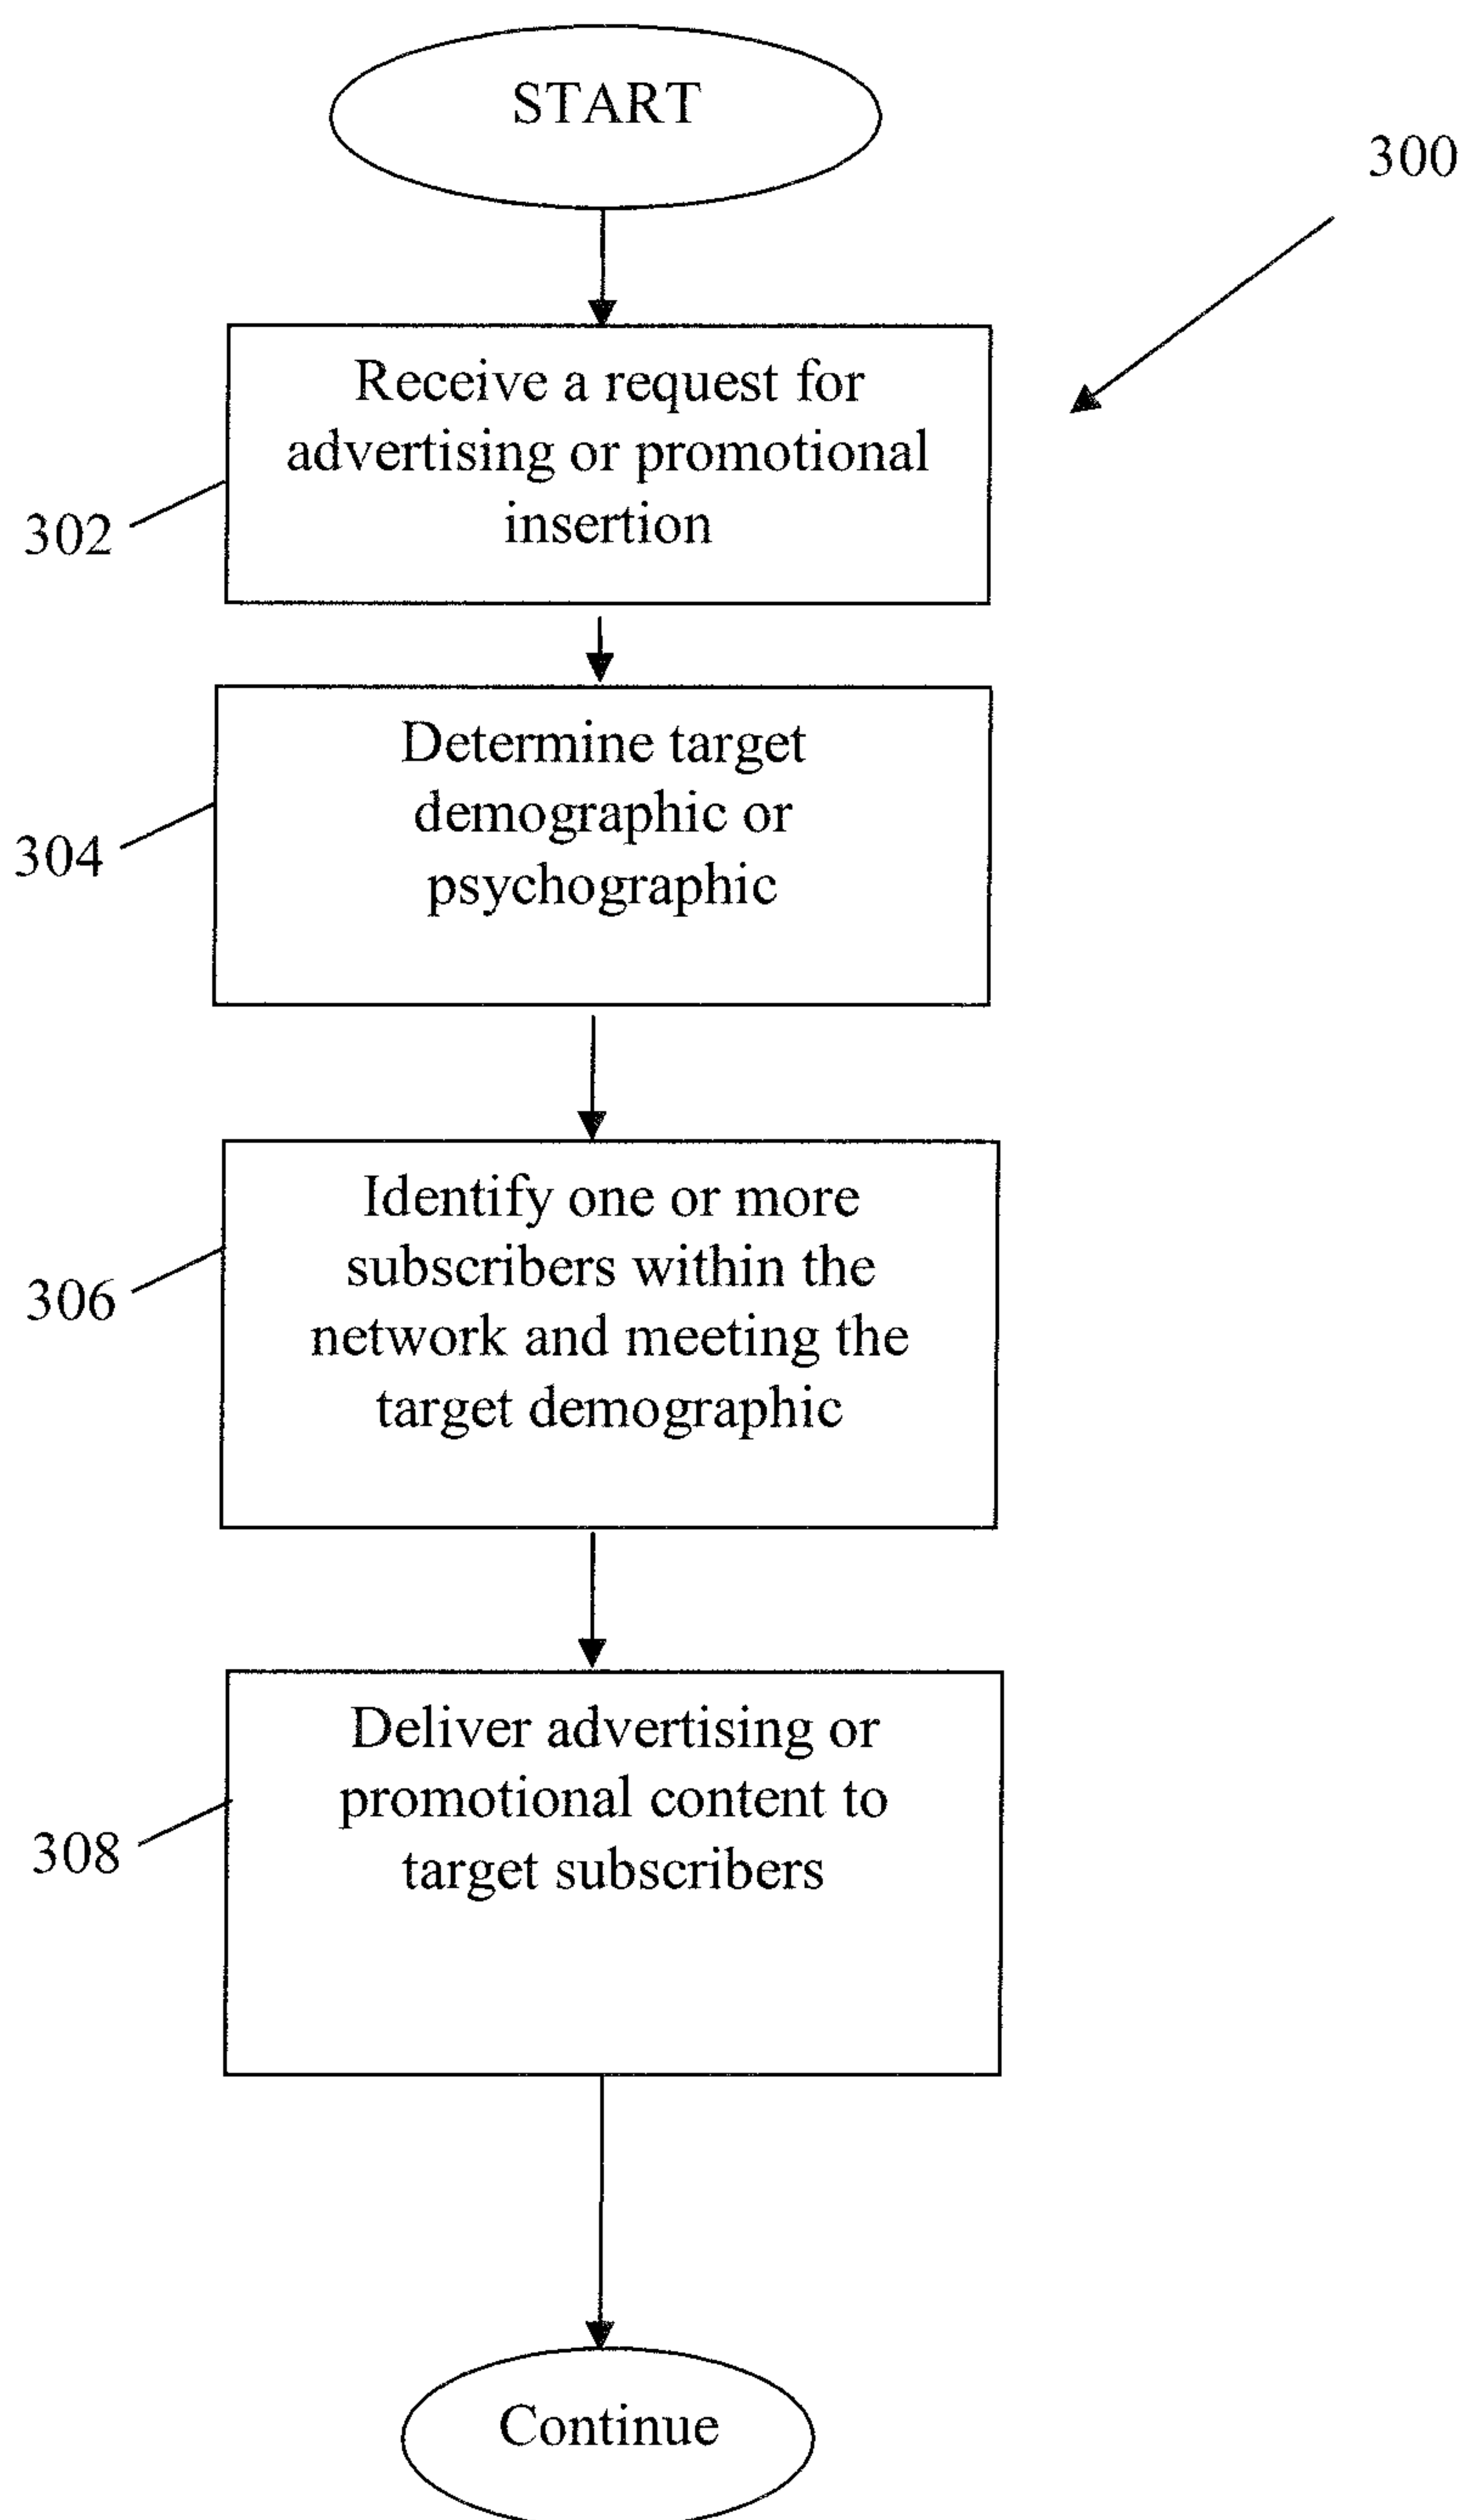 START
300
Receive a request for
advertising or promotional
insertion
302
Determine target
demographic or
psychographic
304
Identify one or more
subscribers within the
network and meeting the
target demographic
306
Deliver advertising or
promotional content to
target subscribers
308
Continue